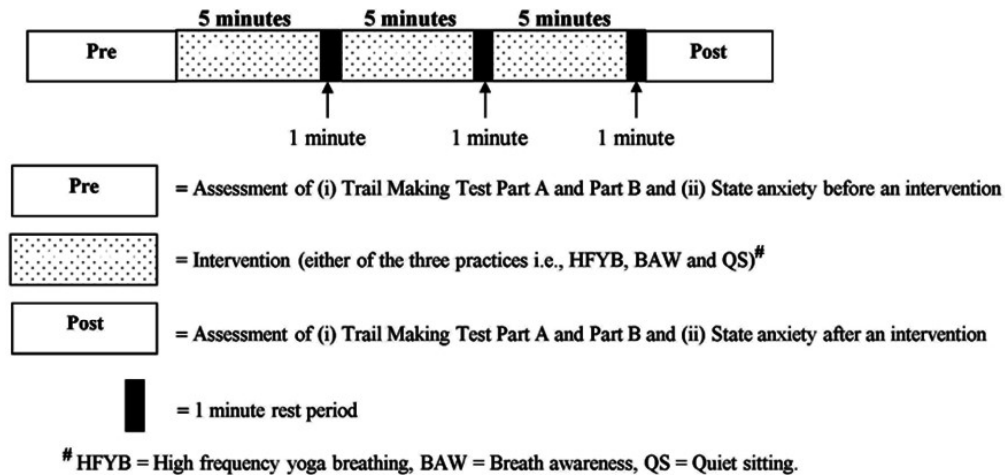 5 minutes 5 minutes 5 minutes
Pre Post
1 minute 1 minute 1 minute
Pre = Assessment of (i) Trail Making Test Part A and Part B and (ii) State anxiety before an intervention
= Intervention (either of the three practices i.e., HFYB, BAW and QS)#
Post = Assessment of (i) Trail Making Test Part A and Part B and (ii) State anxiety after an intervention
= 1 minute rest period
# HFYB = High frequency yoga breathing, BAW = Breath awareness, QS = Quiet sitting.